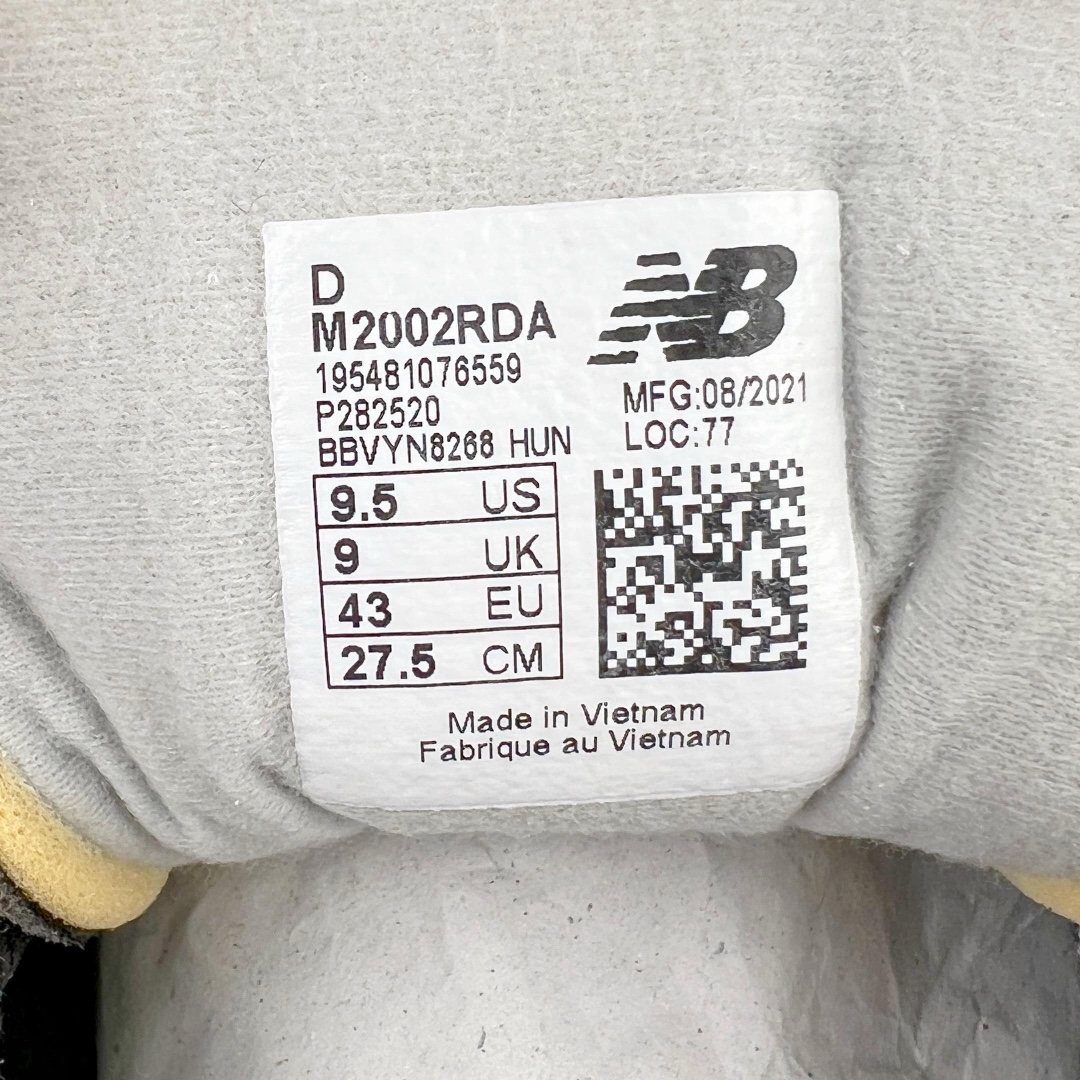 D
M2002RDA
195481076559
P282520
BBVYN8268 HUN
NB
MFG:08/2021
LOC:77
9.5 US
9 UK
43 EU
27.5 CM
Made in Vietnam
Fabrique au Vietnam